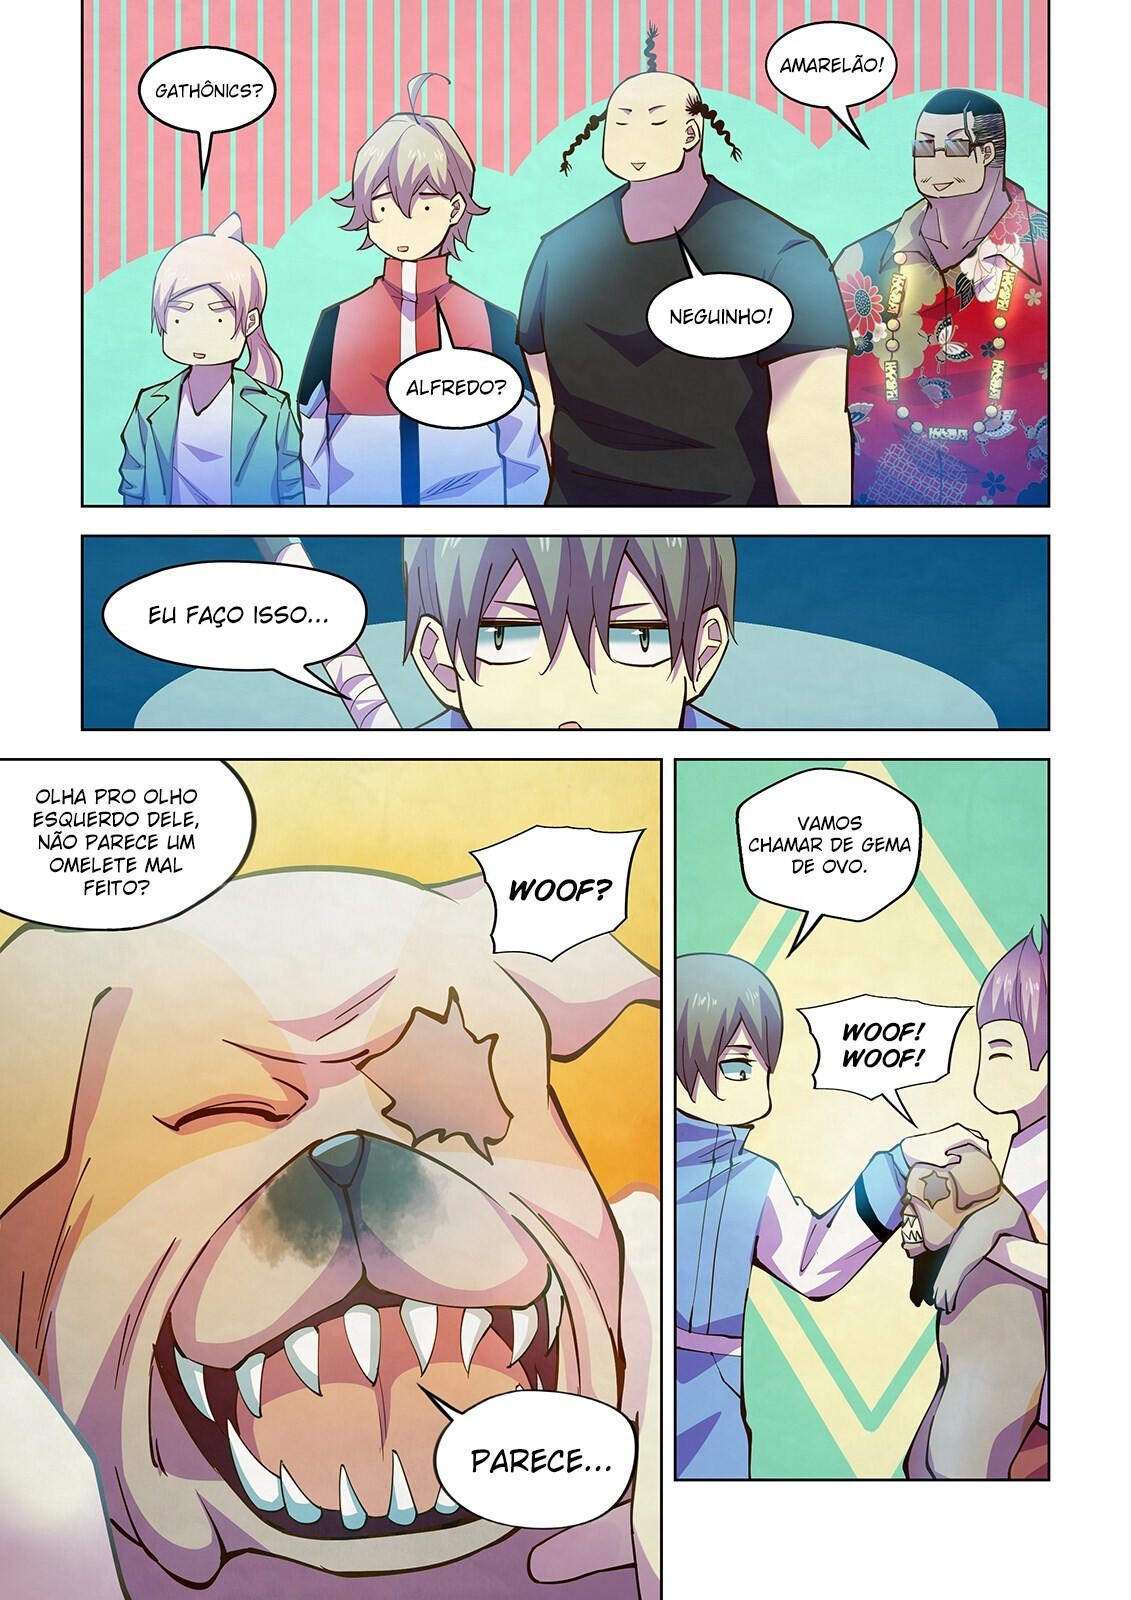 GATHÔNICS?
ALFREDO?
NEGUINHO!
AMARELÃO!
EU FAÇO ISSO...
OLHA PRO OLHO
ESQUERDO DELE,
NÃO PARECE UM
OMELETE MAL
FEITO?
WOOF?
PARECE...
VAMOS
CHAMAR DE GEMA
DE OVO.
WOOF!
WOOF!